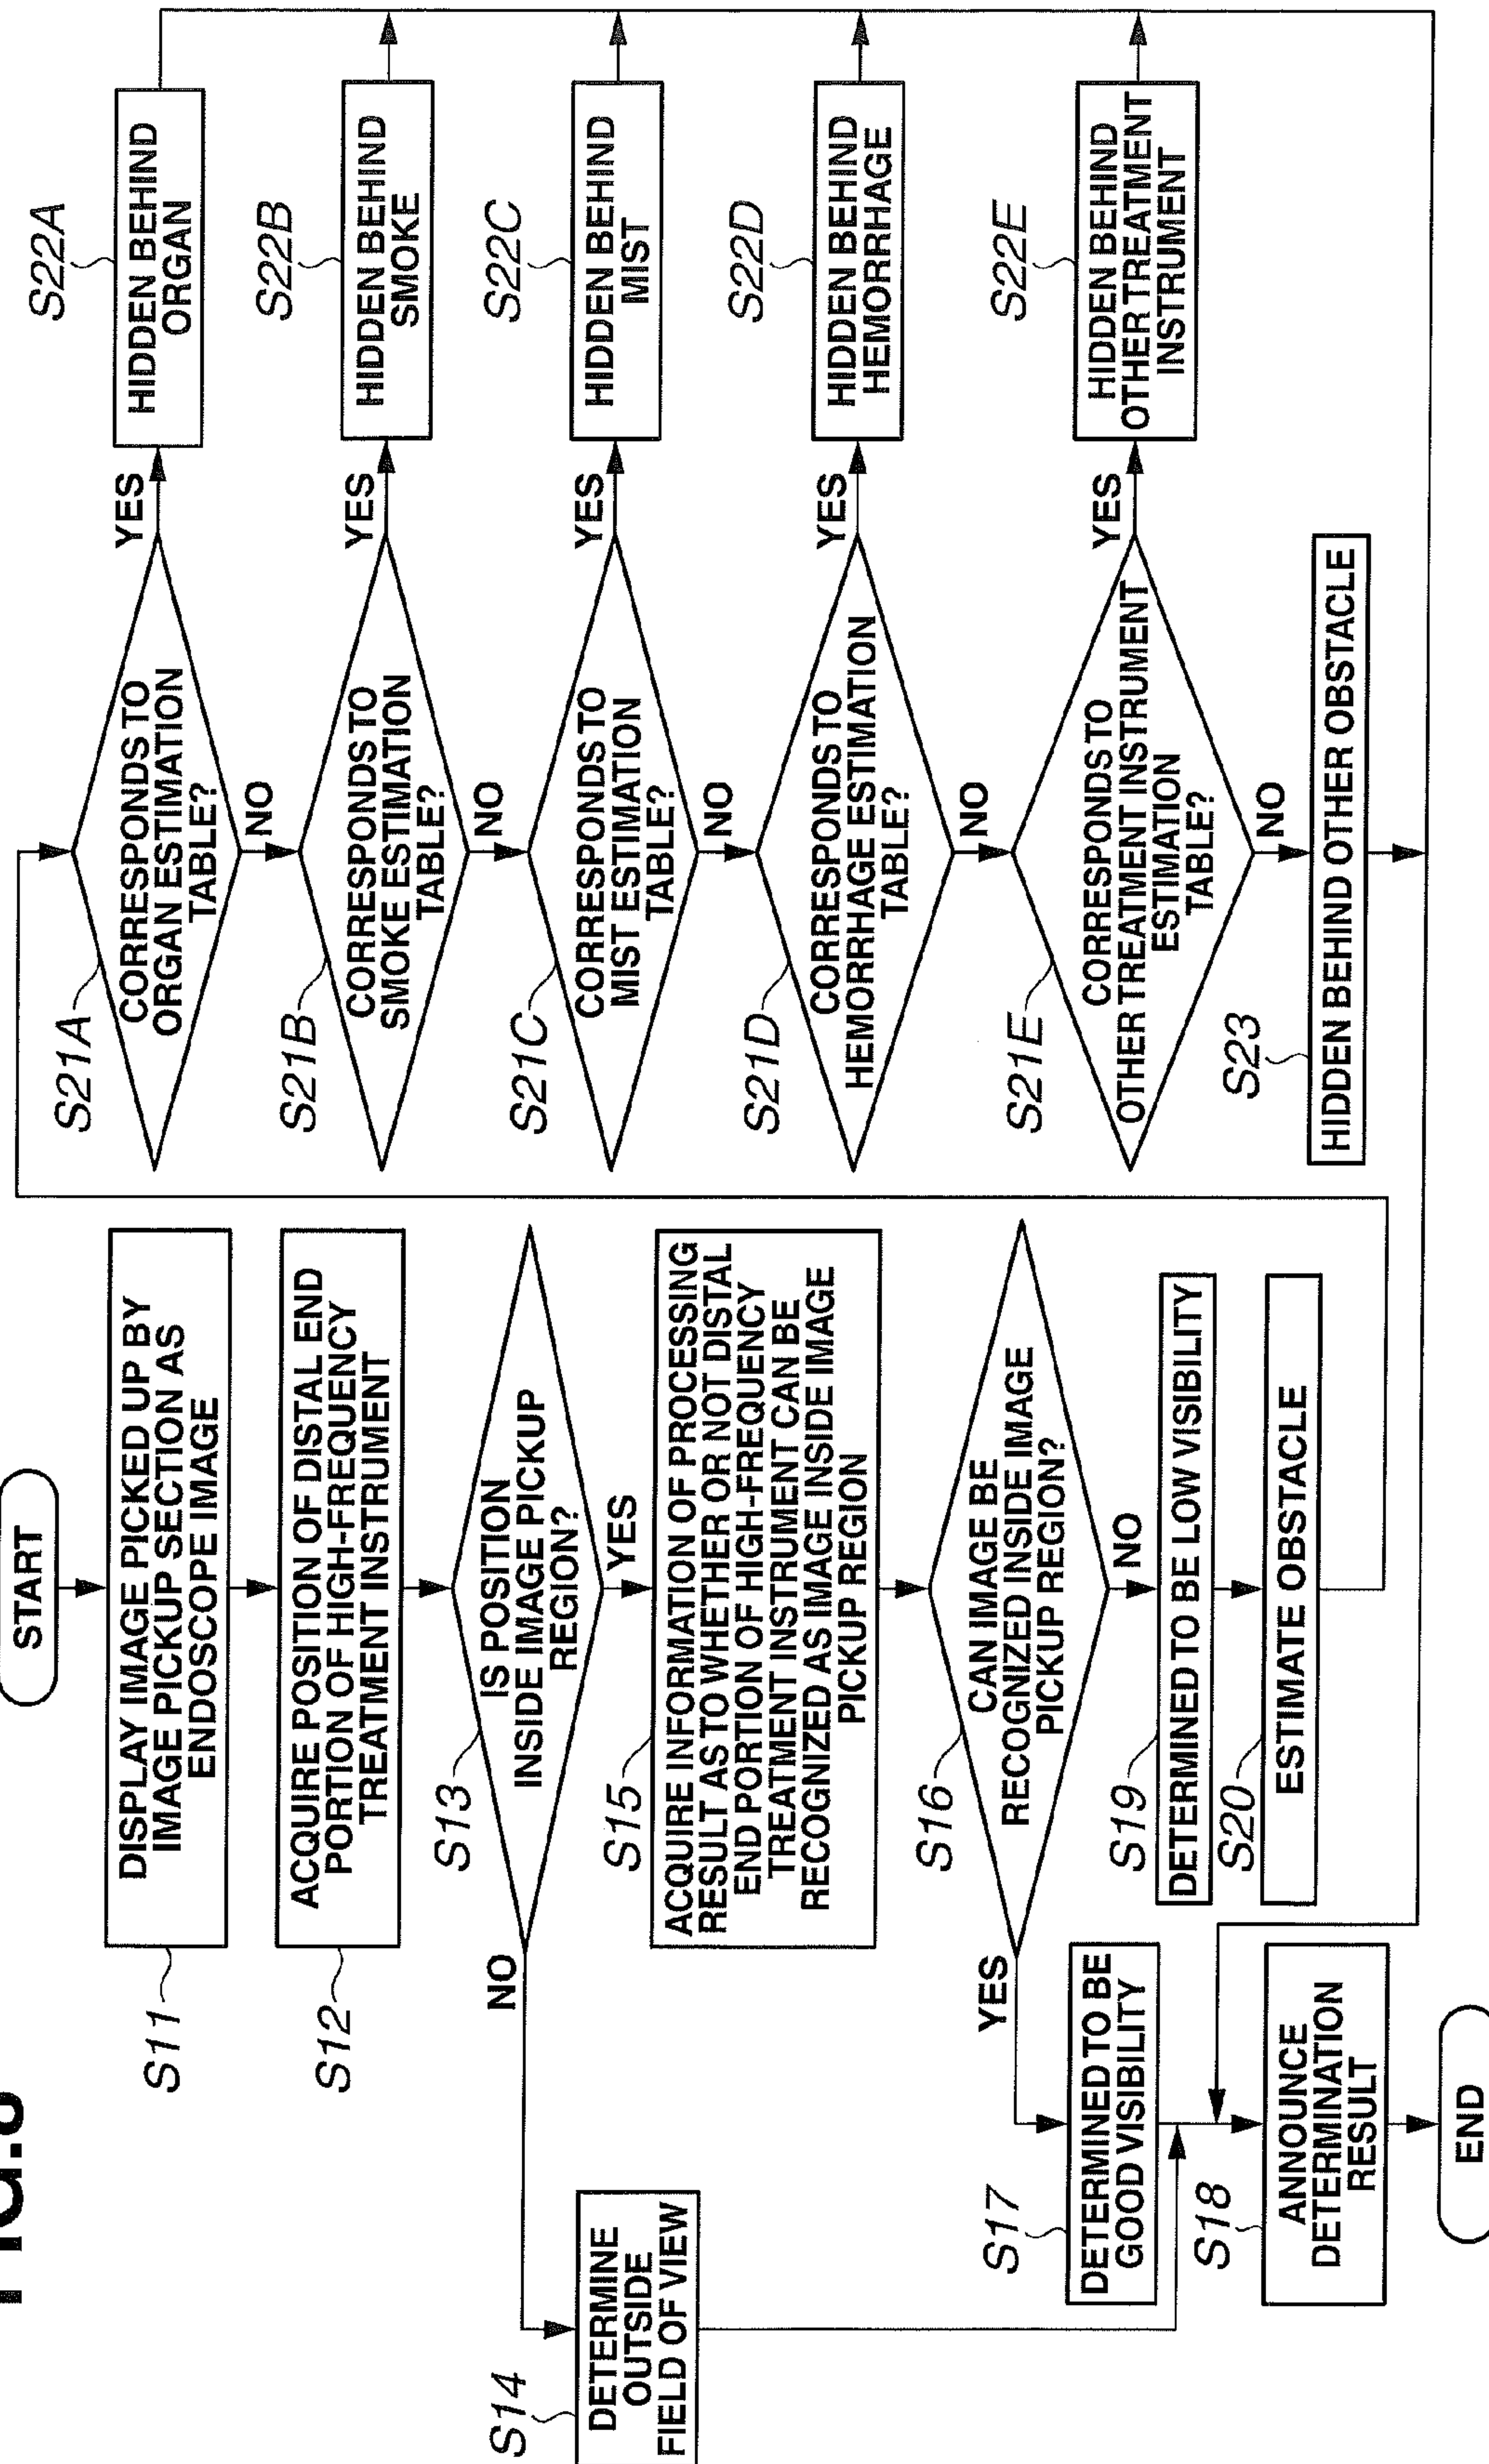 FIG.8
START
S11
DISPLAY IMAGE PICKED UP BY
IMAGE PICKUP SECTION AS
ENDOSCOPE IMAGE
S12
ACQUIRE POSITION OF DISTAL END
PORTION OF HIGH-FREQUENCY
TREATMENT INSTRUMENT
S13
IS POSITION
INSIDE IMAGE PICKUP
REGION?
NO
YES
S14
DETERMINE
OUTSIDE
FIELD OF VIEW
S15
ACQUIRE INFORMATION OF PROCESSING
RESULT AS TO WHETHER OR NOT DISTAL
END PORTION OF HIGH-FREQUENCY
TREATMENT INSTRUMENT CAN BE
RECOGNIZED AS IMAGE INSIDE IMAGE
PICKUP REGION
S16
CAN IMAGE BE
RECOGNIZED INSIDE IMAGE
PICKUP REGION?
YES
NO
S17
DETERMINED TO BE
GOOD VISIBILITY
S19
DETERMINED TO BE LOW VISIBILITY
S18
ANNOUNCE
DETERMINATION
RESULT
S20
ESTIMATE OBSTACLE
END
S21A
CORRESPONDS TO
ORGAN ESTIMATION
TABLE?
YES
NO
S22A
HIDDEN BEHIND
ORGAN
S21B
CORRESPONDS TO
SMOKE ESTIMATION
TABLE?
YES
NO
S22B
HIDDEN BEHIND
SMOKE
S21C
CORRESPONDS TO
MIST ESTIMATION
TABLE?
YES
NO
S22C
HIDDEN BEHIND
MIST
S21D
CORRESPONDS TO
HEMORRHAGE ESTIMATION
TABLE?
YES
NO
S22D
HIDDEN BEHIND
HEMORRHAGE
S21E
CORRESPONDS TO
OTHER TREATMENT INSTRUMENT
ESTIMATION
TABLE?
YES
NO
S22E
HIDDEN BEHIND
OTHER TREATMENT
INSTRUMENT
S23
HIDDEN BEHIND OTHER OBSTACLE